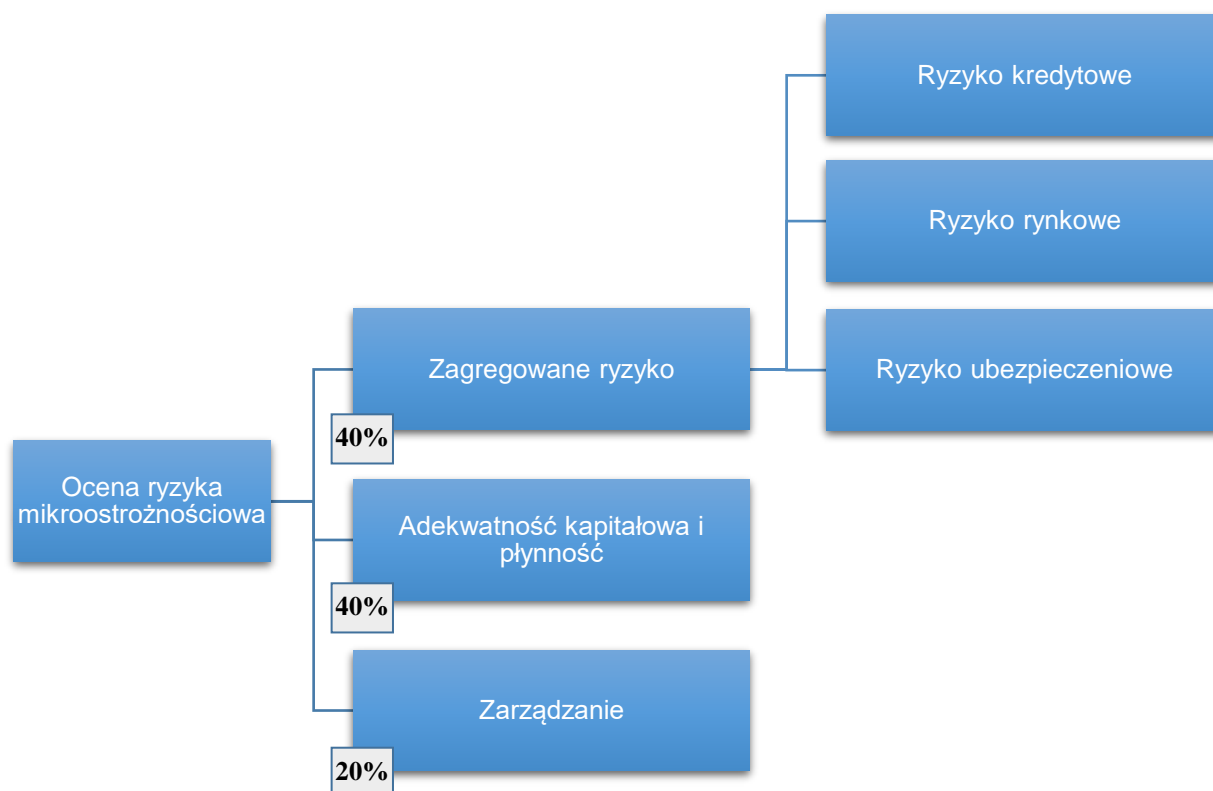 Ryzyko kredytowe
Ryzyko rynkowe
Zagregowane ryzyko
Ryzyko ubezpieczeniowe
40%
Ocena ryzyka
mikroostrożnościowa
Adekwatność kapitałowa i
płynność
40%
Zarządzanie
20%